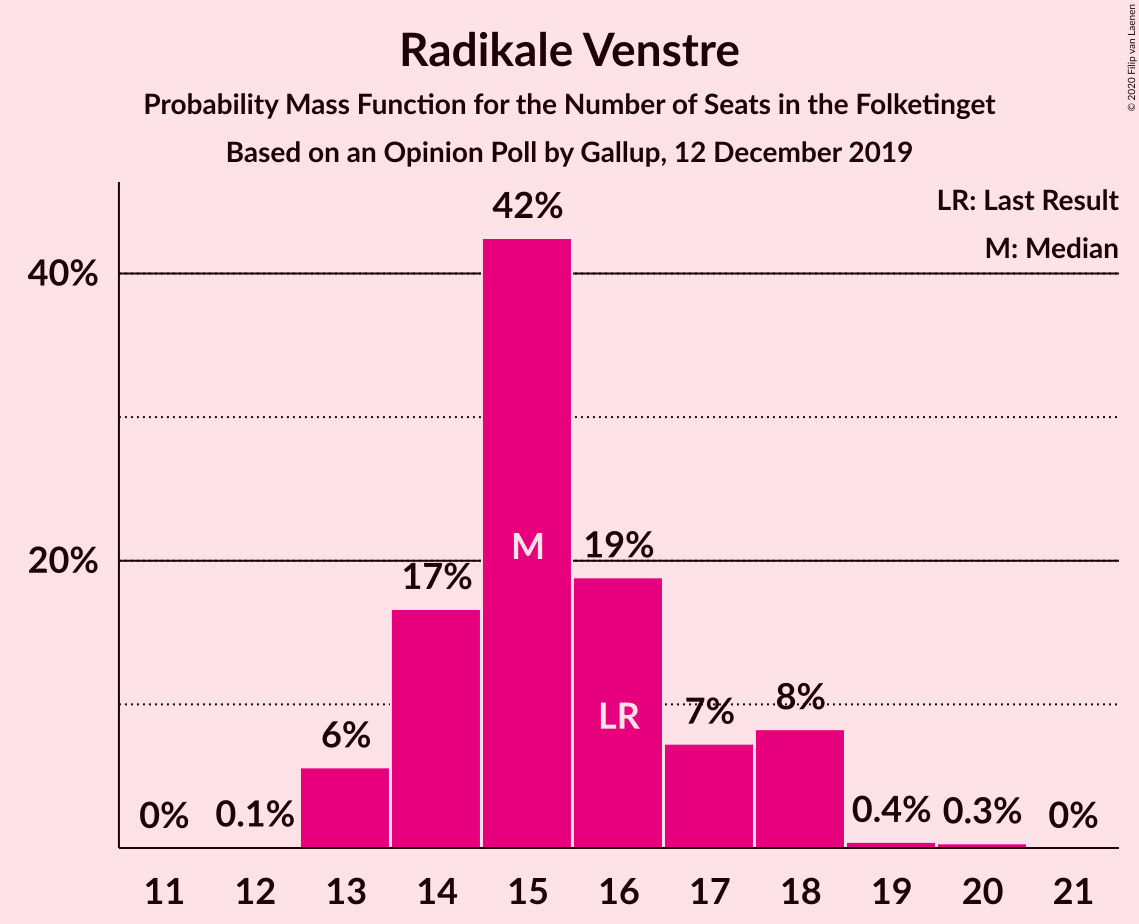 Radikale Venstre
Probability Mass Function for the Number of Seats in the Folketinget
Based on an Opinion Poll by Gallup, 12 December 2019
© 2020 Filip van Laenen
LR: Last Result
M: Median
42%
40%
M
19%
20%
17%
8%
LR
7%
6%
0%
0.1%
0.4%
0.3%
0%
11 12 13 14 15 16 17 18 19 20 21